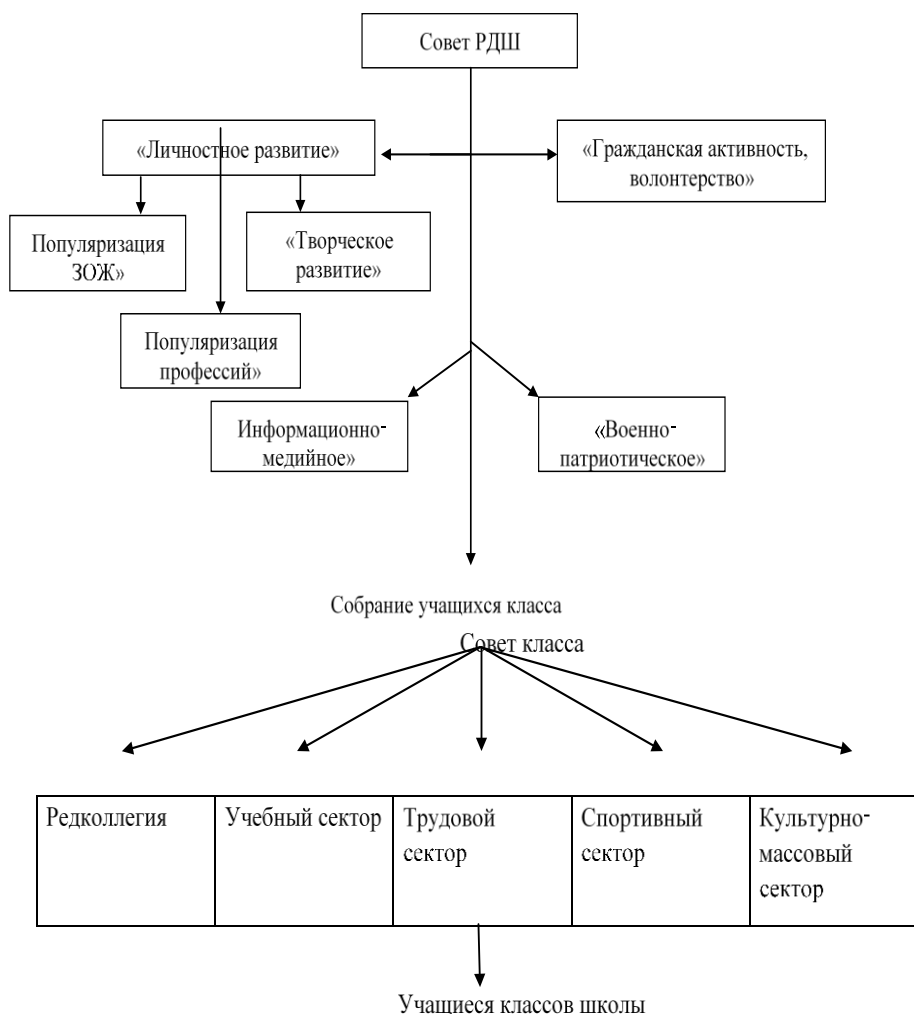 Совет РДШ
«Личностное развитие»
«Гражданская активность,
волонтерство»
Популяризация
ЗОЖ»
«Творческое
развитие»
Популяризация
профессий»
Информационно-
медийное»
«Военно-
патриотическое»
Собрание учащихся класса
Совет класса
Редколлегия
Учебный сектор
Трудовой
сектор
Спортивный
сектор
Культурно-
массовый
сектор
Учащиеся классов школы